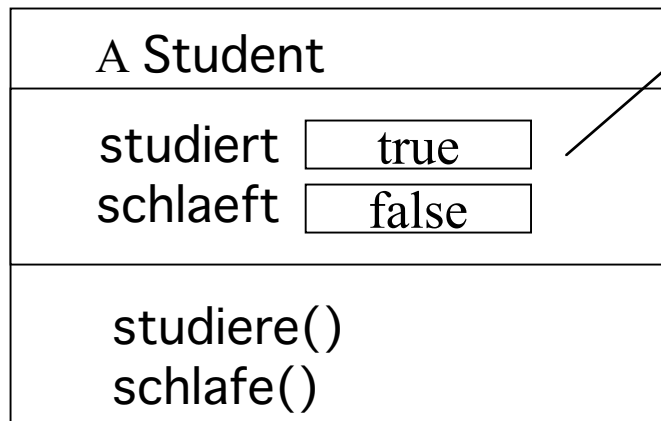 A Student
studiert true
schlaeft false
studiere()
schlafe()